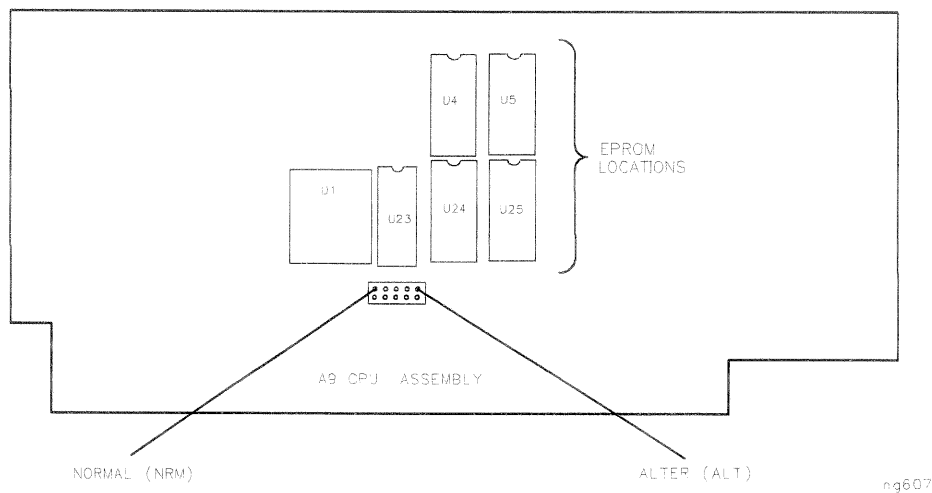 U4
U5
EPROM
LOCATIONS
U1
U23
U24
U25
A9 CPU ASSEMBLY
NORMAL (NRM)
ALTER (ALT)
ng607